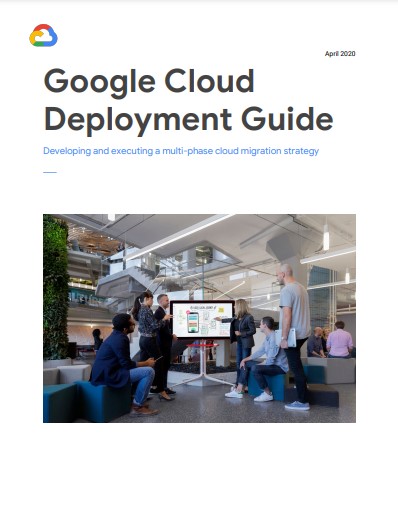 April 2020
Google Cloud
Deployment Guide
Developing and executing a multi-phase cloud migration strategy